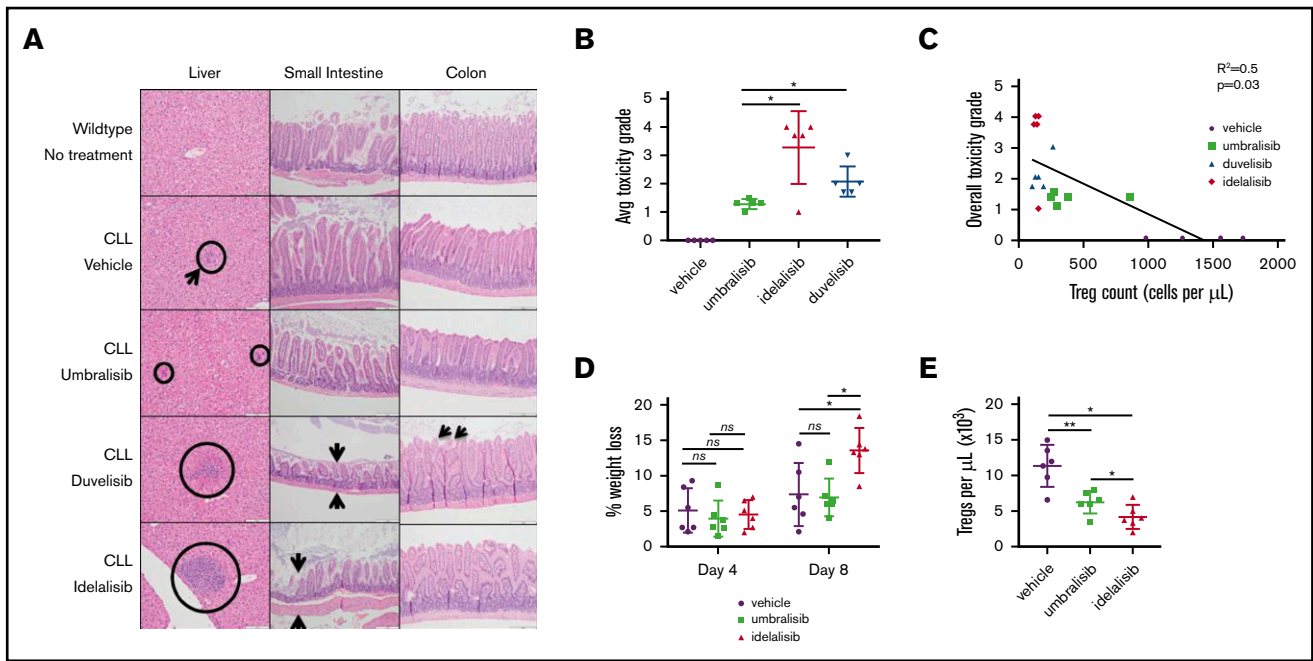 A
Liver Small Intestine Colon
Wildtype
No treatment
CLL
Vehicle
CLL
Umbralisib
CLL
Duvelisib
CLL
Idelalisib
B
Avg toxicity grade
5
4
3
2
1
0
*
*
vehicle
umbralisib
idelalisib
duvelisib
C
R²=0.5
p=0.03
Overall toxicity grade
5
4
3
2
1
0
0 500 1000 1500 2000
Treg count (cells per μL)
vehicle
umbralisib
duvelisib
idelalisib
D
% weight loss
20
15
10
5
0
ns
ns
ns
*
*
ns
Day 4 Day 8
vehicle
umbralisib
idelalisib
E
Tregs per μL (x10³)
20
15
10
5
0
*
**
*
vehicle
umbralisib
idelalisib